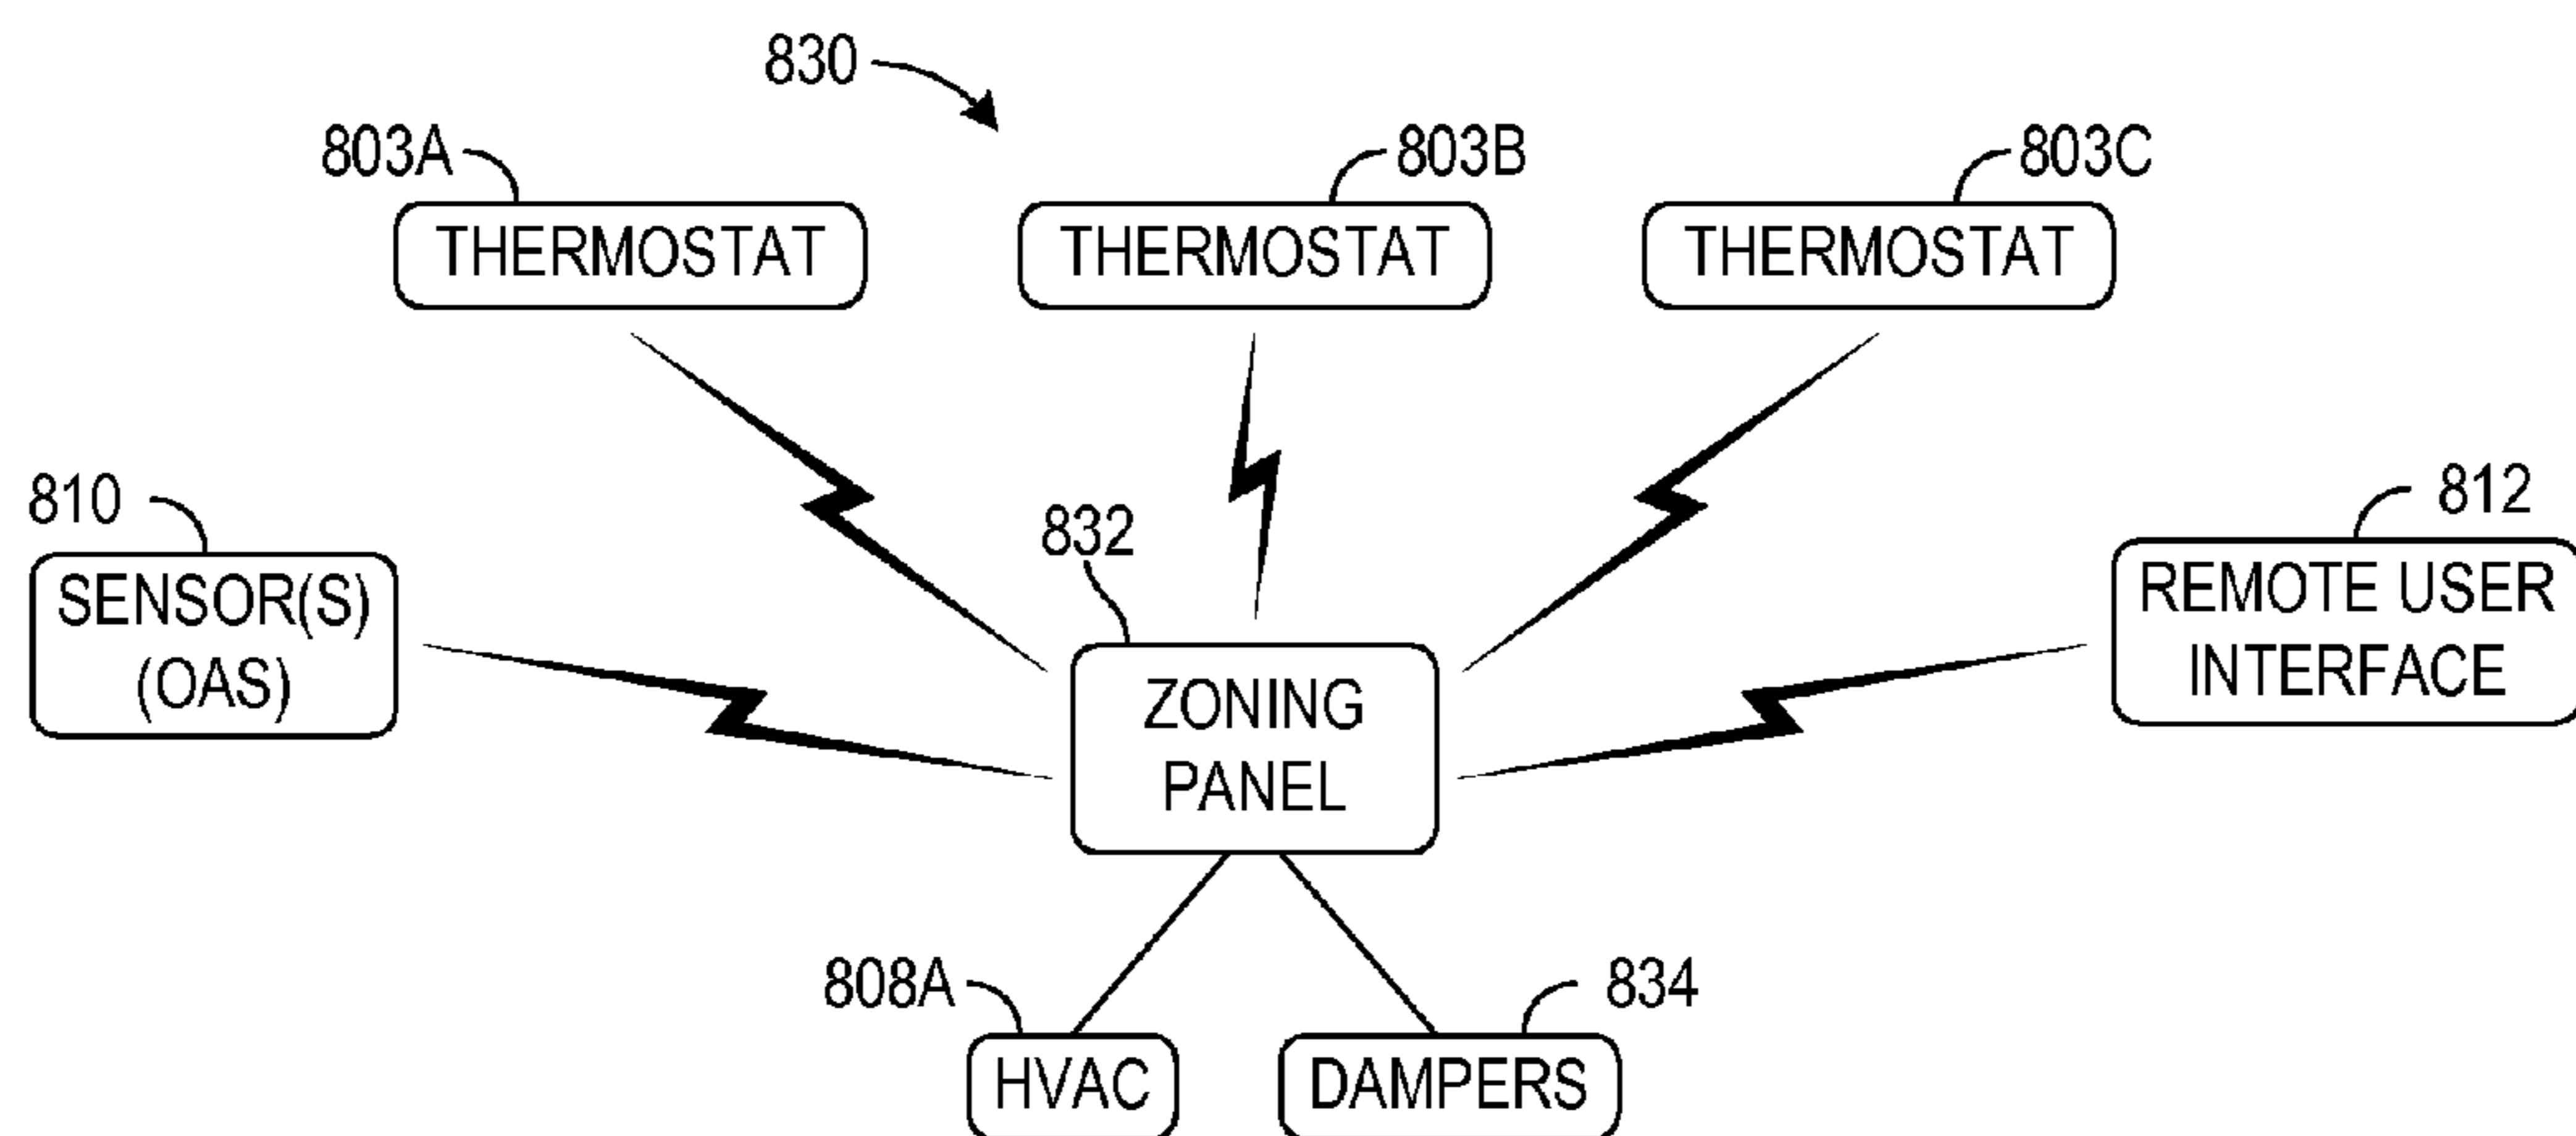 830
803A
803B
803C
THERMOSTAT
THERMOSTAT
THERMOSTAT
810
832
812
SENSOR(S)
(OAS)
REMOTE USER
INTERFACE
ZONING
PANEL
808A
834
HVAC
DAMPERS